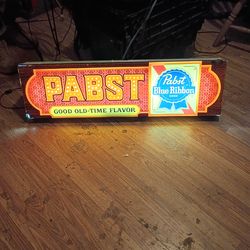 PABST
GOOD OLD-TIME FLAVOR
Pabst
Blue Ribbon